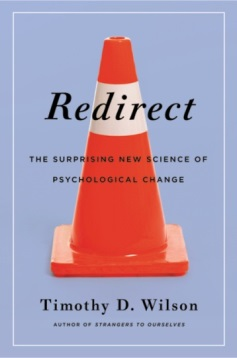 Redirect
THE SURPRISING NEW SCIENCE OF
PSYCHOLOGICAL CHANGE
Timothy D. Wilson
AUTHOR OF STRANGERS TO OURSELVES